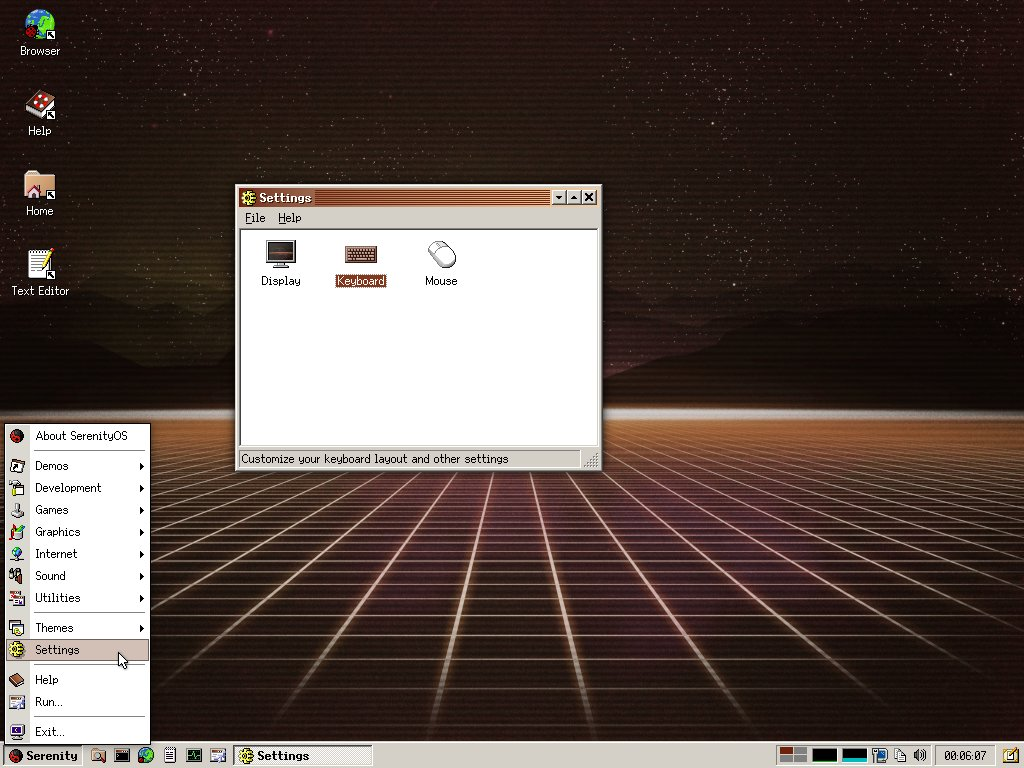 Browser
Help
Home
Text Editor
Settings
File Help
Display Keyboard Mouse
Customize your keyboard layout and other settings
About SerenityOS
Demos
Development
Games
Graphics
Internet
Sound
Utilities
Themes
Settings
Help
Run...
Exit...
Serenity Settings 00:06:07